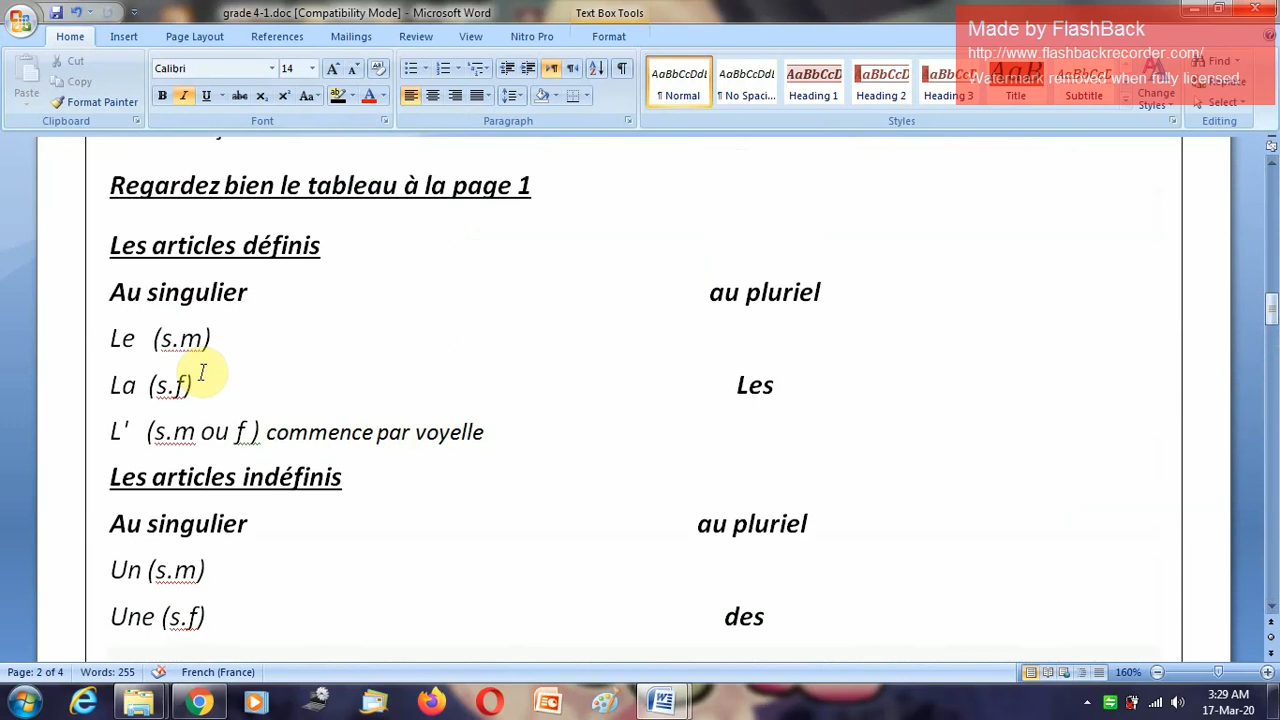 grade 4-1.doc [Compatibility Mode] - Microsoft Word
Text Box Tools
Made by FlashBack
http://www.flashbackrecorder.com/
Watermark removed when fully licensed.
Home Insert Page Layout References Mailings Review View Nitro Pro Format
Paste
Cut
Copy
Format Painter
Clipboard
Calibri 14
Font
Paragraph
AaBbCcDdI AaBbCcDdI AaBbCcD AaBbCcD AaBbCcD AaB
¶ Normal ¶ No Spaci... Heading 1 Heading 2 Heading 3 Title Subtitle
Change Styles
Styles
Find
Replace
Select
Editing
Regardez bien le tableau à la page 1
Les articles définis
Au singulier au pluriel
Le (s.m)
La (s.f) Les
L' (s.m ou f ) commence par voyelle
Les articles indéfinis
Au singulier au pluriel
Un (s.m)
Une (s.f) des
Page: 2 of 4 Words: 255 French (France) 160%
3:29 AM
17-Mar-20